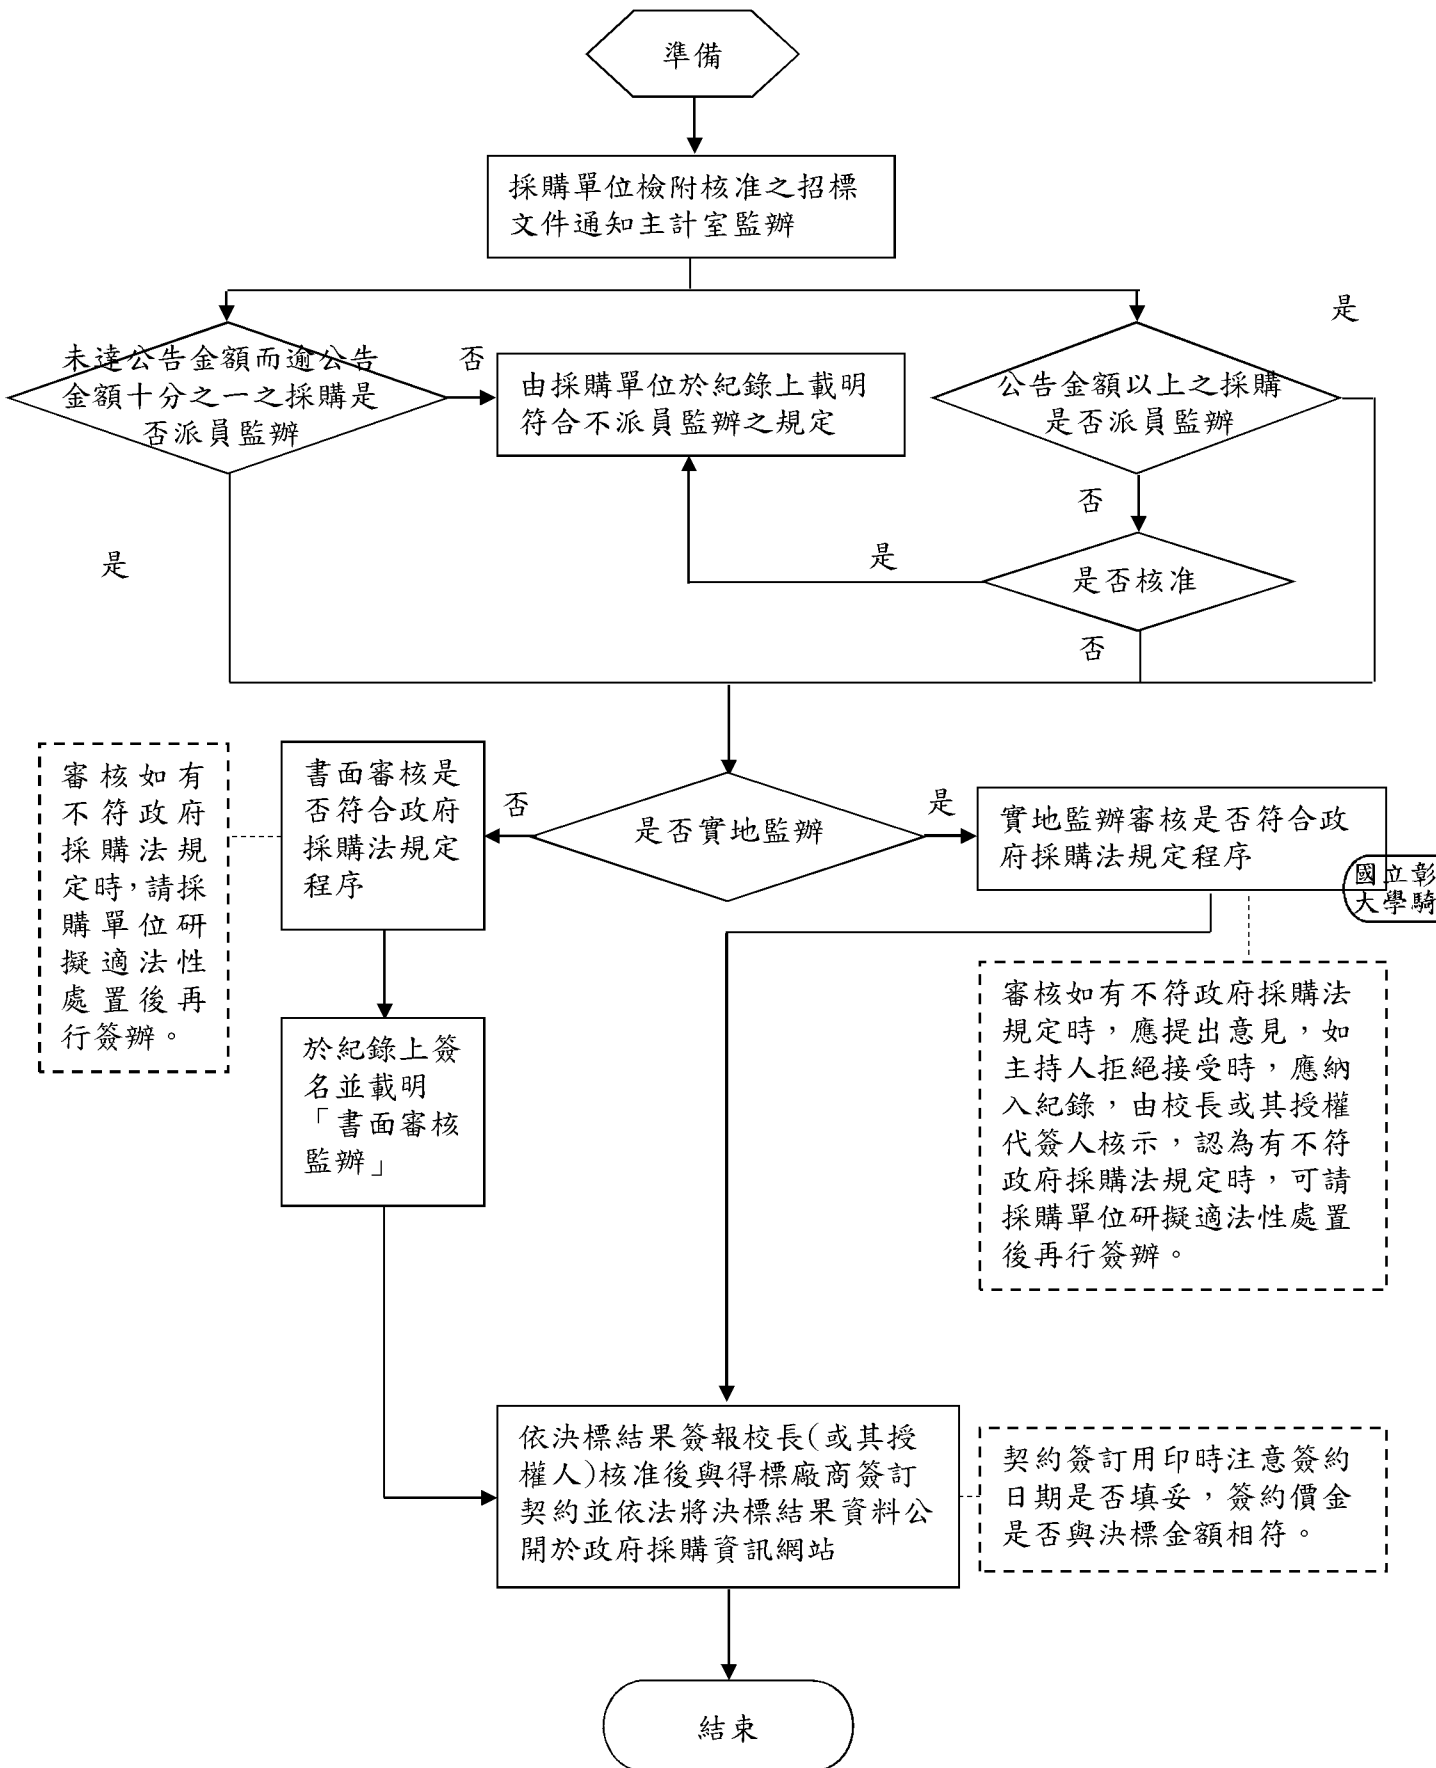 準備
採購單位檢附核准之招標
文件通知主計室監辦
是
未達公告金額而逾公告
金額十分之一之採購是
否派員監辦
否
由採購單位於紀錄上載明
符合不派員監辦之規定
公告金額以上之採購
是否派員監辦
否
是
是
是否核准
否
審核如有
不符政府
採購法規
定時，請採
購單位研
擬適法性
處置後再
行簽辦。
書面審核是
否符合政府
採購法規定
程序
否
是否實地監辦
是
實地監辦審核是否符合政
府採購法規定程序
國立彰
大學騎
於紀錄上簽
名並載明
「書面審核
監辦」
審核如有不符政府採購法
規定時，應提出意見，如
主持人拒絕接受時，應納
入紀錄，由校長或其授權
代簽人核示，認為有不符
政府採購法規定時，可請
採購單位研擬適法性處置
後再行簽辦。
依決標結果簽報校長(或其授
權人)核准後與得標廠商簽訂
契約並依法將決標結果資料公
開於政府採購資訊網站
契約簽訂用印時注意簽約
日期是否填妥，簽約價金
是否與決標金額相符。
結束